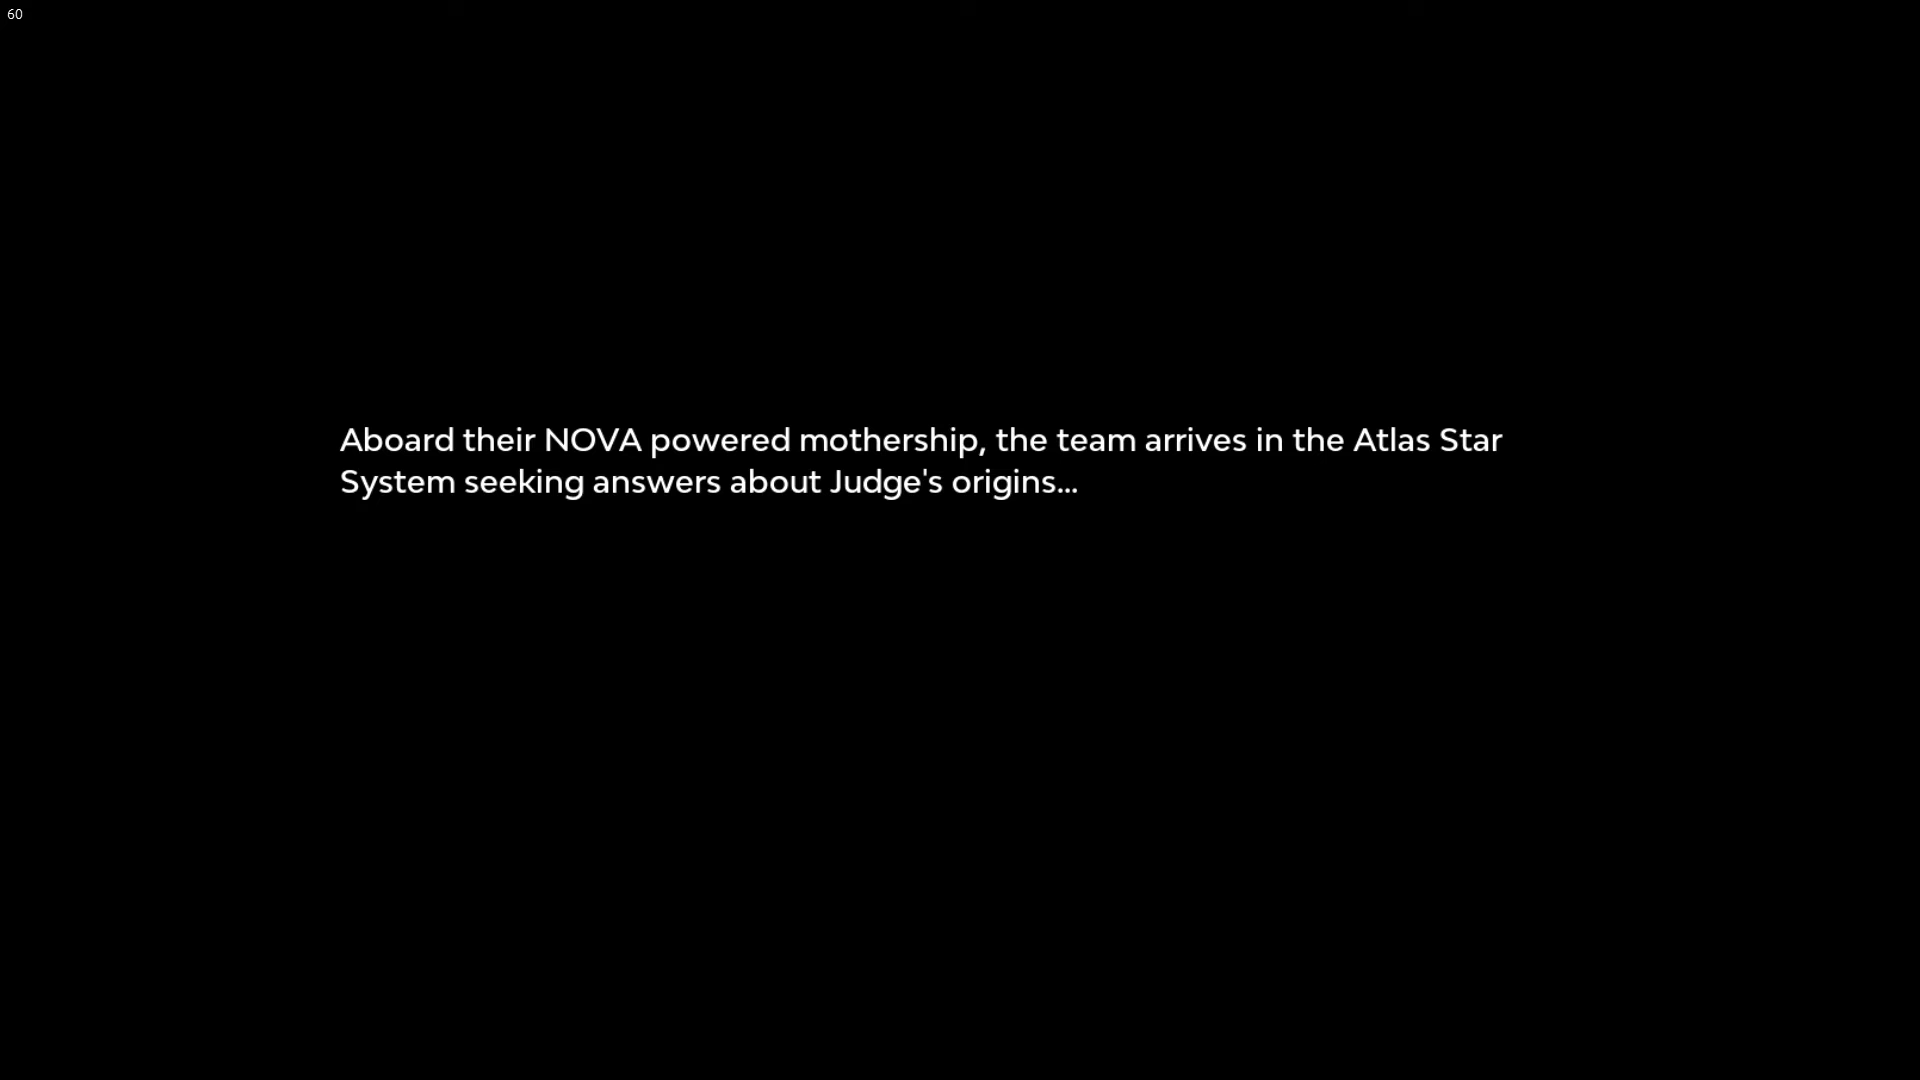 60
Aboard their NOVA powered mothership, the team arrives in the Atlas Star
System seeking answers about Judge's origins...